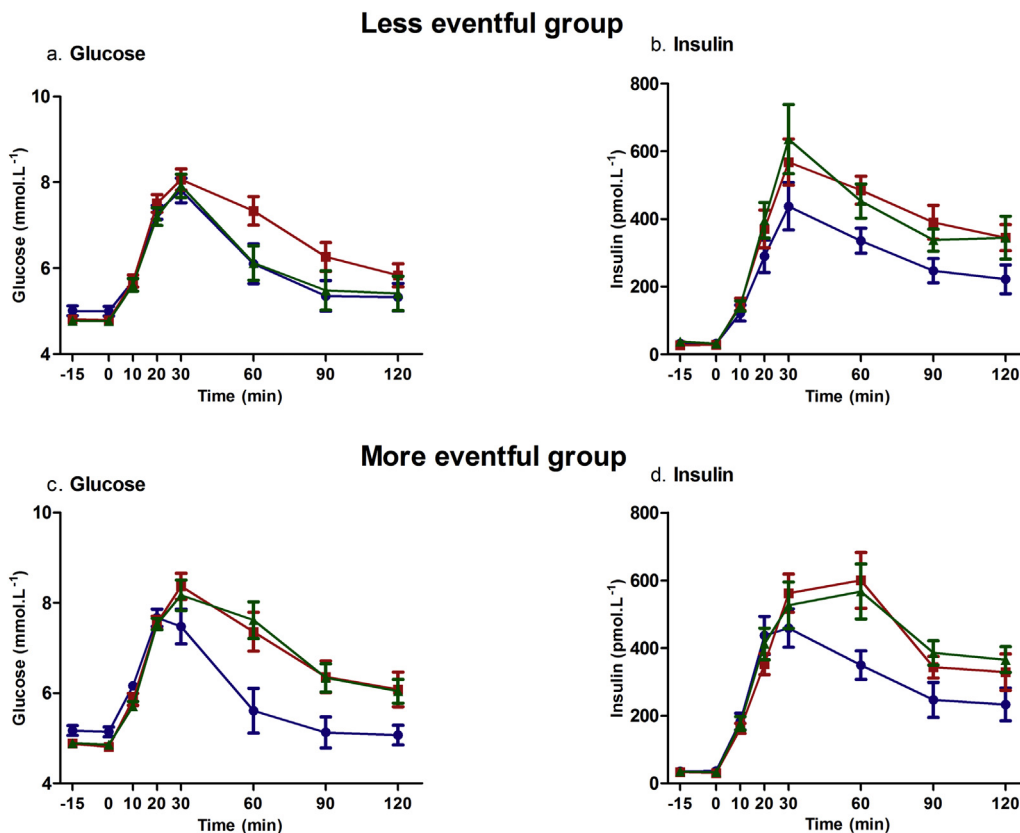 Less eventful group
a. Glucose
b. Insulin
10
8
6
4
Glucose (mmol.L⁻¹)
-15 0 10 20 30 60 90 120
Time (min)
800
600
400
200
0
Insulin (pmol.L⁻¹)
-15 0 10 20 30 60 90 120
Time (min)
More eventful group
c. Glucose
d. Insulin
10
8
6
4
Glucose (mmol.L⁻¹)
-15 0 10 20 30 60 90 120
Time (min)
800
600
400
200
0
Insulin (pmol.L⁻¹)
-15 0 10 20 30 60 90 120
Time (min)